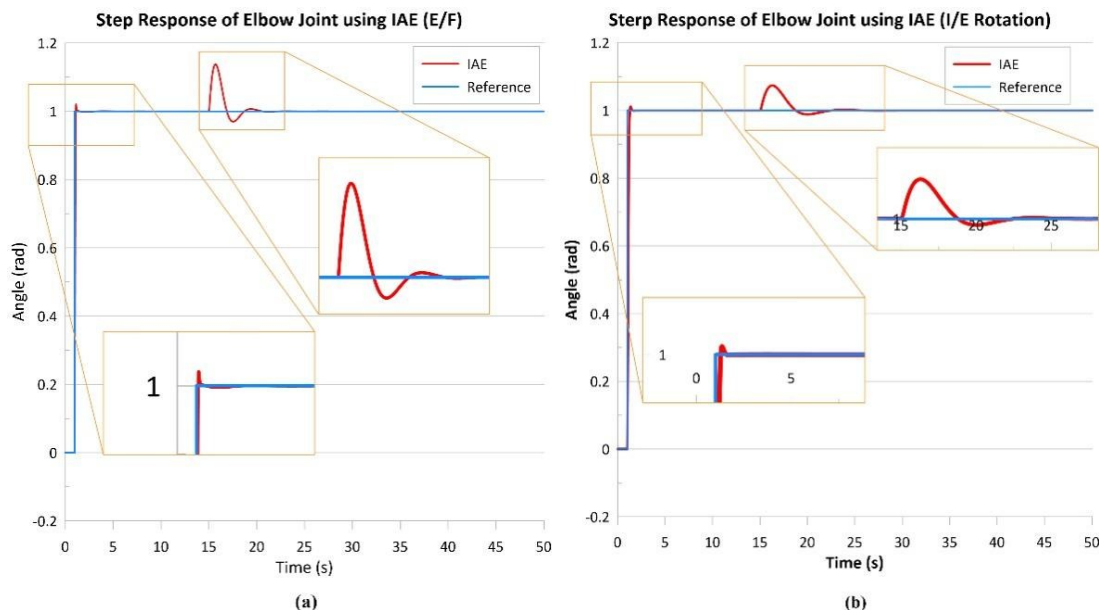 Step Response of Elbow Joint using IAE (E/F)
1.2
1
0.8
0.6
0.4
0.2
0
-0.2
Angle (rad)
IAE
Reference
1
0 5 10 15 20 25 30 35 40 45 50
Time (s)
(a)
Sterp Response of Elbow Joint using IAE (I/E Rotation)
1.2
1
0.8
0.6
0.4
0.2
0
-0.2
Angle (rad)
IAE
Reference
1
15 20 25
1
0 5
0 5 10 15 20 25 30 35 40 45 50
Time (s)
(b)